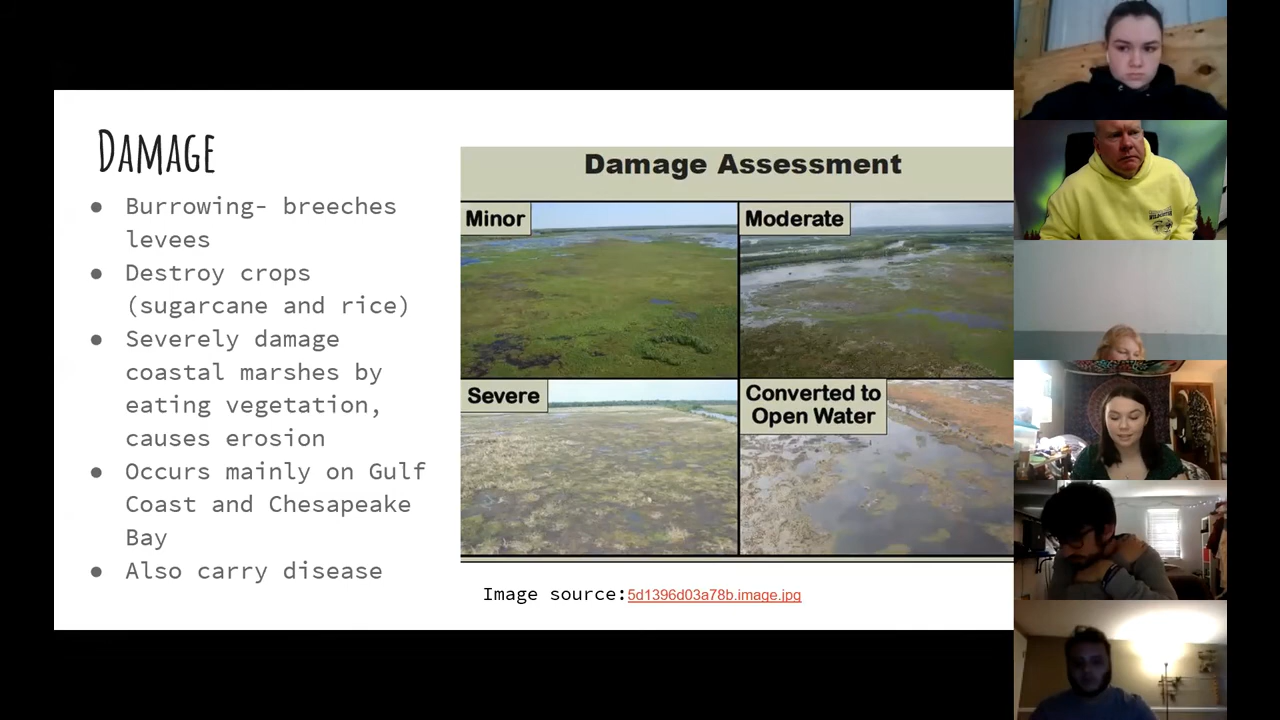 Damage
● Burrowing- breeches
levees
● Destroy crops
(sugarcane and rice)
● Severely damage
coastal marshes by
eating vegetation,
causes erosion
● Occurs mainly on Gulf
Coast and Chesapeake
Bay
● Also carry disease
Damage Assessment
Minor
Moderate
Severe
Converted to
Open Water
Image source:5d1396d03a78b.image.jpg